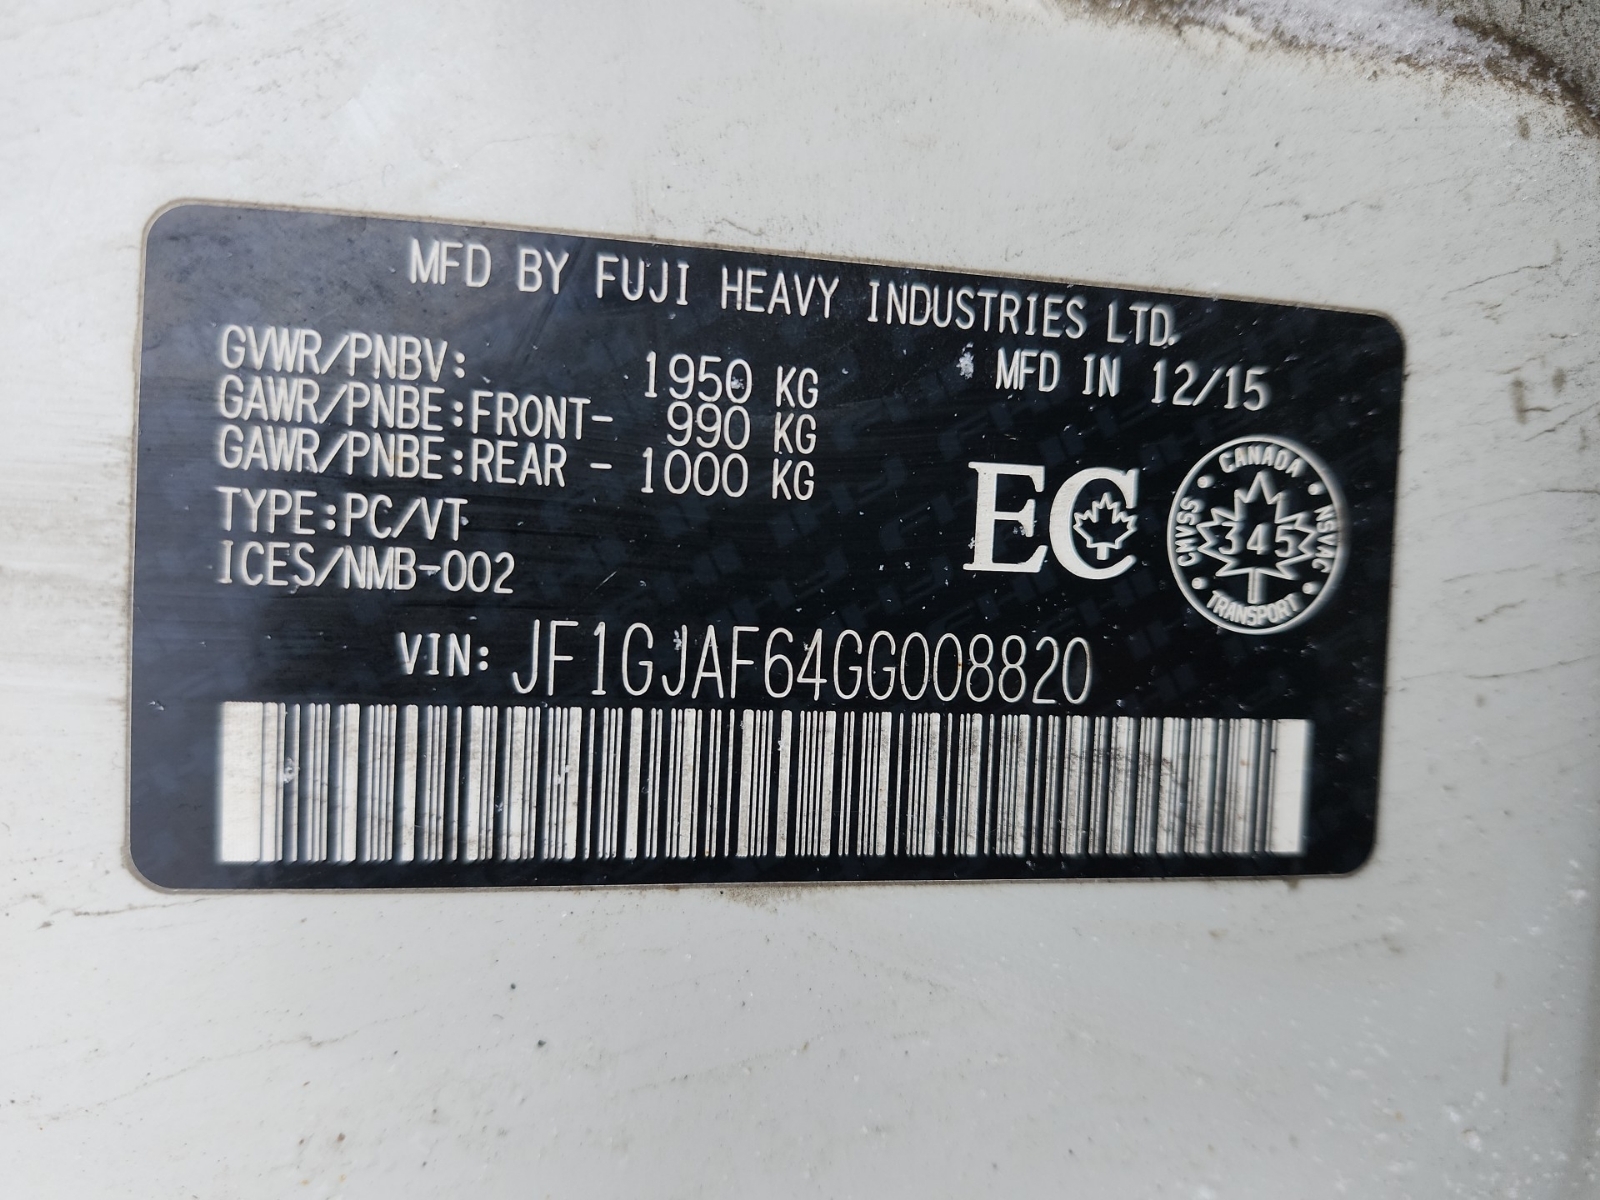 MFD BY FUJI HEAVY INDUSTRIES LTD.
GVWR/PNBV: 1950 KG MFD IN 12/15
GAWR/PNBE:FRONT- 990 KG
GAWR/PNBE:REAR - 1000 KG
TYPE:PC/VT
ICES/NMB-002
EC
CANADA
CMVSS
345
NSVAC
TRANSPORT
VIN: JF1GJAF64GG008820